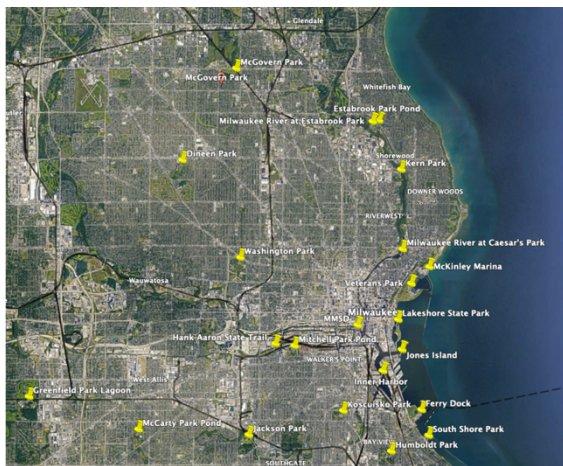 Glendale
McGovern Park
McGovern Park
Whitefish Bay
Estabrook Park Pond
Milwaukee River at Estabrook Park
Shorewood
Dineen Park
Kern Park
DOWNER WOODS
RIVERWEST
Milwaukee River at Caesar's Park
Washington Park
McKinley Marina
Wauwatosa
Veterans Park
Milwaukee Lakeshore State Park
MMSD
Hank Aaron State Trail
Mitchell Park Pond
Jones Island
WALKER'S POINT
West Allis
Inner Harbor
Greenfield Park Lagoon
Koscuisko Park
Ferry Dock
McCarty Park Pond
Jackson Park
South Shore Park
BAY VIEW
Humboldt Park
SOUTHGATE